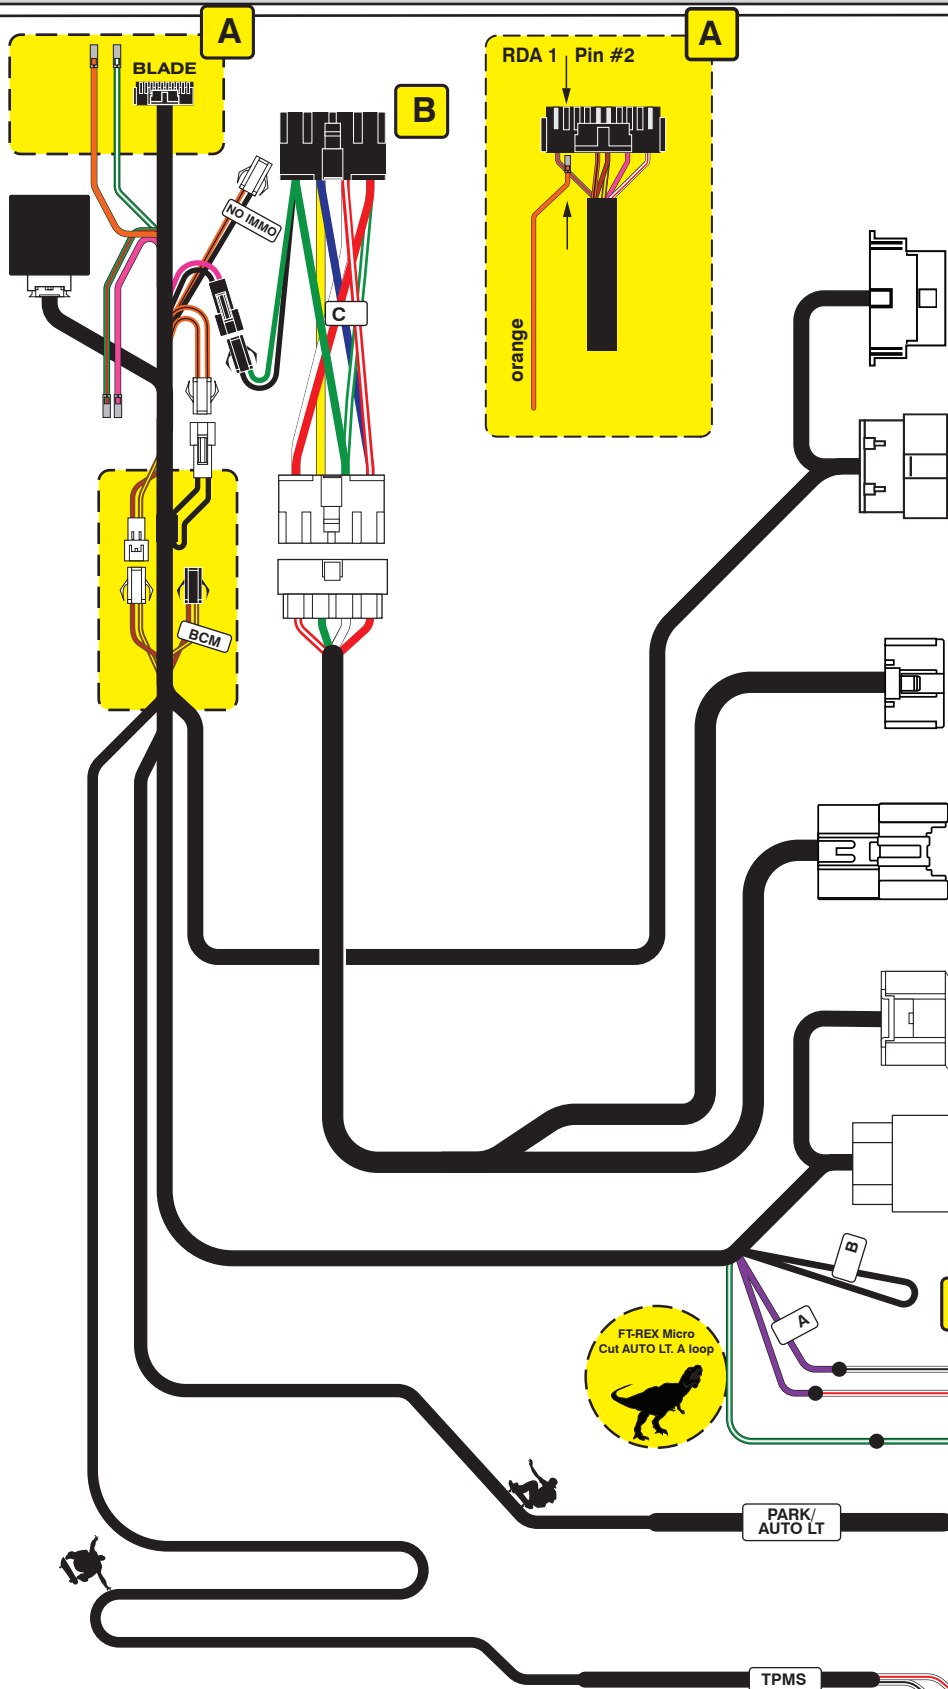 A
BLADE
B
A
RDA 1 Pin #2
NO IMMO
C
orange
BCM
B
A
FT-REX Micro
Cut AUTO LT. A loop
PARK/
AUTO LT
TPMS